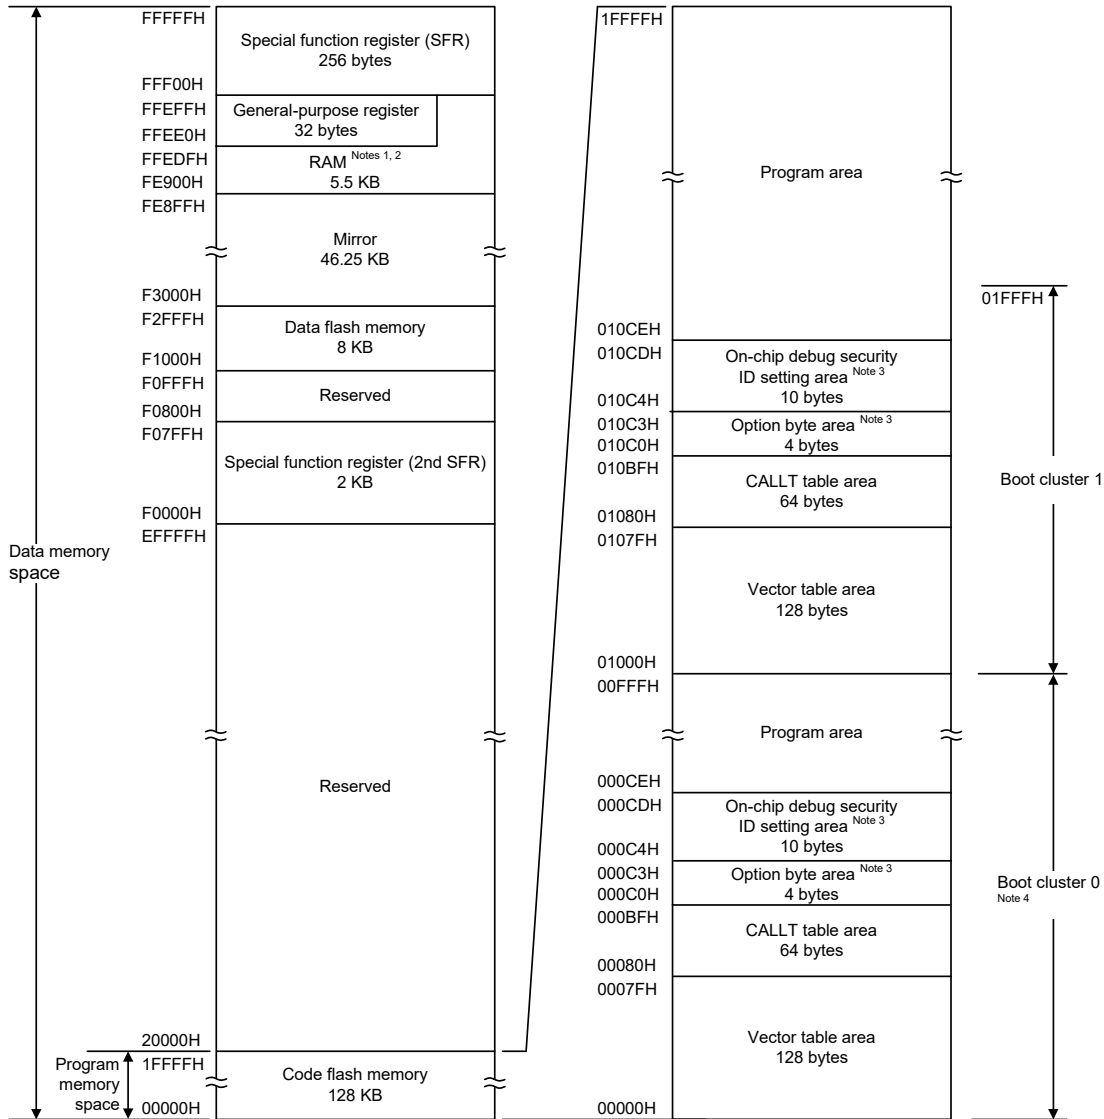 FFFFFH
Special function register (SFR)
256 bytes
FFF00H
FFEFFH
General-purpose register
32 bytes
FFEE0H
FFEDFH
RAM Notes 1, 2
5.5 KB
FE900H
FE8FFH
Mirror
46.25 KB
F3000H
F2FFFH
Data flash memory
8 KB
F1000H
F0FFFH
Reserved
F0800H
F07FFH
Special function register (2nd SFR)
2 KB
F0000H
EFFFFH
Data memory
space
Reserved
20000H
1FFFFH
Program
memory
space
Code flash memory
128 KB
00000H
1FFFFH
Program area
01FFFH
010CEH
010CDH
On-chip debug security
ID setting area Note 3
10 bytes
010C4H
010C3H
Option byte area Note 3
4 bytes
010C0H
010BFH
CALLT table area
64 bytes
01080H
0107FH
Vector table area
128 bytes
01000H
Boot cluster 1
00FFFH
Program area
000CEH
000CDH
On-chip debug security
ID setting area Note 3
10 bytes
000C4H
000C3H
Option byte area Note 3
4 bytes
000C0H
000BFH
CALLT table area
64 bytes
00080H
0007FH
Vector table area
128 bytes
00000H
Boot cluster 0
Note 4